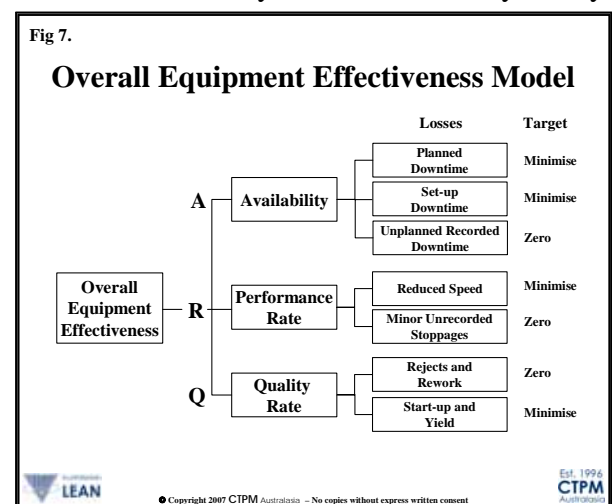 Fig 7.
Overall Equipment Effectiveness Model
Losses Target
Planned
Downtime
Minimise
Set-up
Downtime
Minimise
Unplanned Recorded
Downtime
Zero
A
Availability
Overall
Equipment
Effectiveness
R
Performance
Rate
Reduced Speed
Minimise
Minor Unrecorded
Stoppages
Zero
Q
Quality
Rate
Rejects and
Rework
Zero
Start-up and
Yield
Minimise
LEAN
Copyright 2007 CTPM Australasia – No copies without express written consent
Est. 1996
CTPM
Australasia